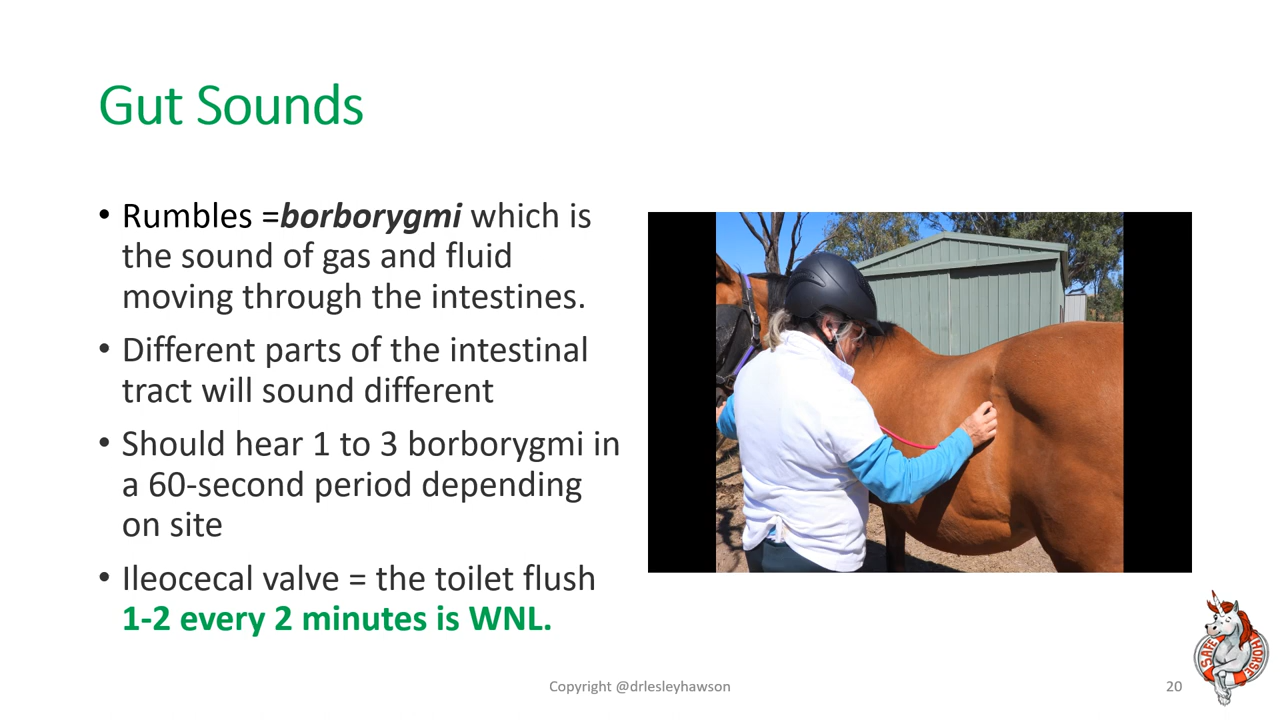 Gut Sounds
• Rumbles =borborygmi which is
the sound of gas and fluid
moving through the intestines.
• Different parts of the intestinal
tract will sound different
• Should hear 1 to 3 borborygmi in
a 60-second period depending
on site
• Ileocecal valve = the toilet flush
1-2 every 2 minutes is WNL.
Copyright @drlesleyhawson
20
SAFE HORSE